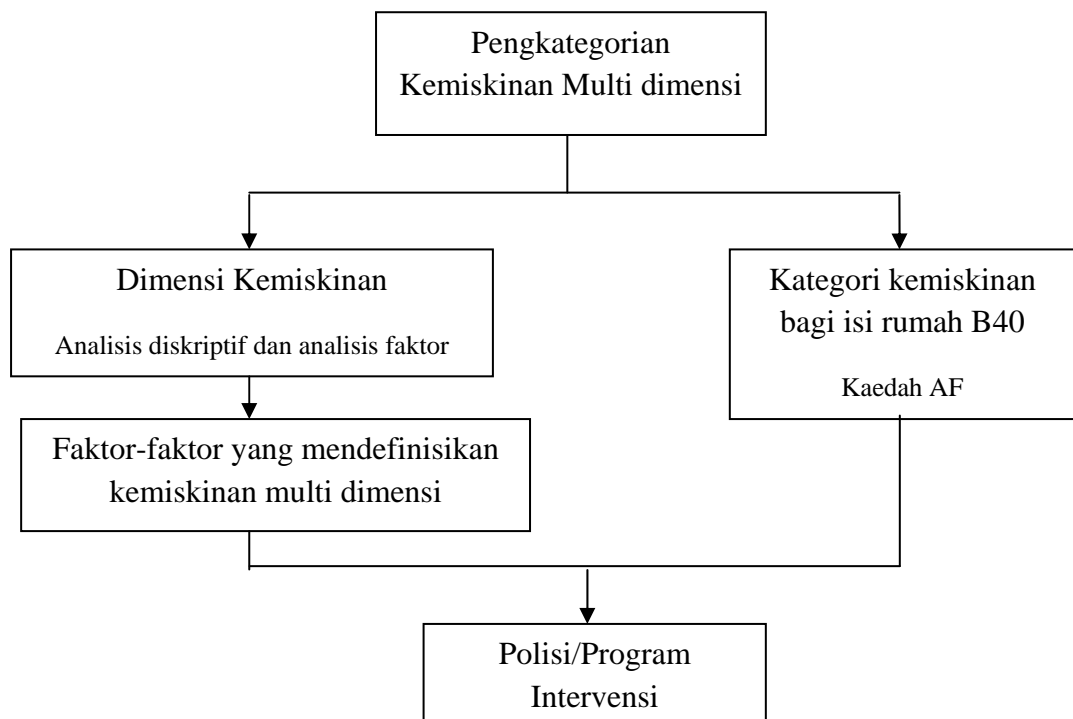 Pengkategorian
Kemiskinan Multi dimensi
Dimensi Kemiskinan
Analisis diskriptif dan analisis faktor
Kategori kemiskinan
bagi isi rumah B40
Kaedah AF
Faktor-faktor yang mendefinisikan
kemiskinan multi dimensi
Polisi/Program
Intervensi